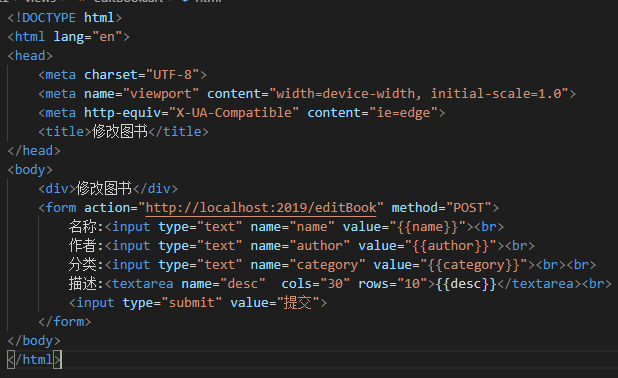 <!DOCTYPE html>
<html lang="en">
<head>
    <meta charset="UTF-8">
    <meta name="viewport" content="width=device-width, initial-scale=1.0">
    <meta http-equiv="X-UA-Compatible" content="ie=edge">
    <title>修改图书</title>
</head>
<body>
    <div>修改图书</div>
    <form action="http://localhost:2019/editBook" method="POST">
        名称:<input type="text" name="name" value="{{name}}"><br>
        作者:<input type="text" name="author" value="{{author}}"><br>
        分类:<input type="text" name="category" value="{{category}}"><br><br>
        描述:<textarea name="desc"  cols="30" rows="10">{{desc}}</textarea><br>
        <input type="submit" value="提交">
    </form>
</body>
</html>